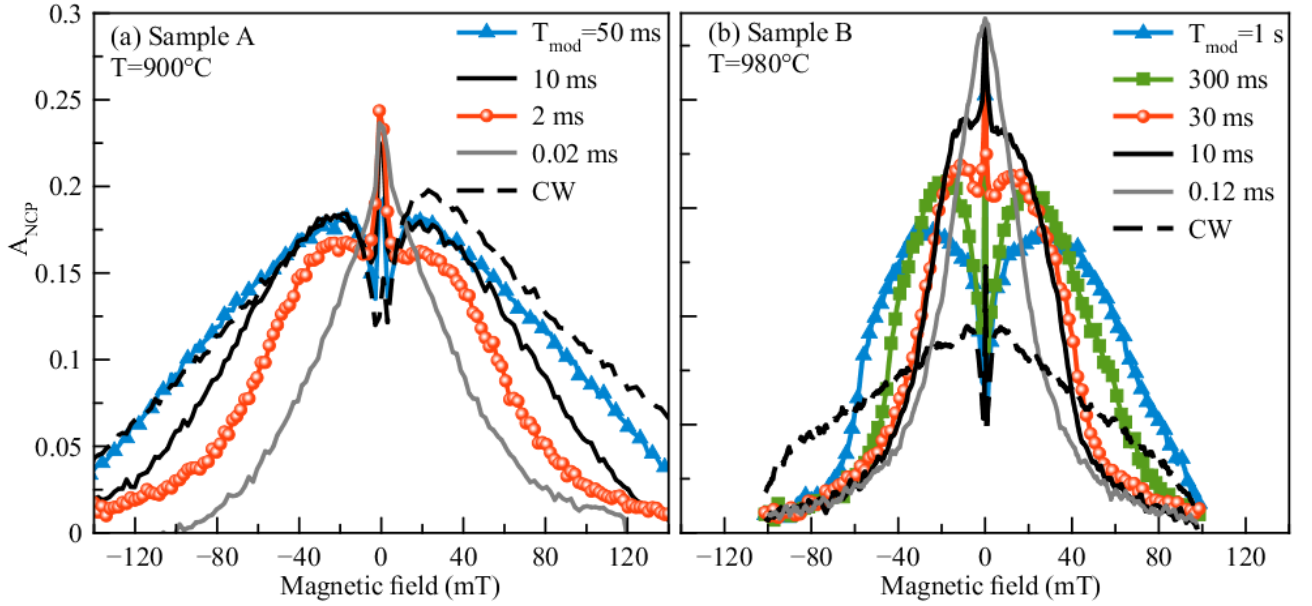 (a) Sample A
T=900°C
T_mod=50 ms
10 ms
2 ms
0.02 ms
CW
A_NCP
0.3
0.25
0.2
0.15
0.1
0.05
0
−120
−80
−40
0
40
80
120
Magnetic field (mT)
(b) Sample B
T=980°C
T_mod=1 s
300 ms
30 ms
10 ms
0.12 ms
CW
−120
−80
−40
0
40
80
120
Magnetic field (mT)